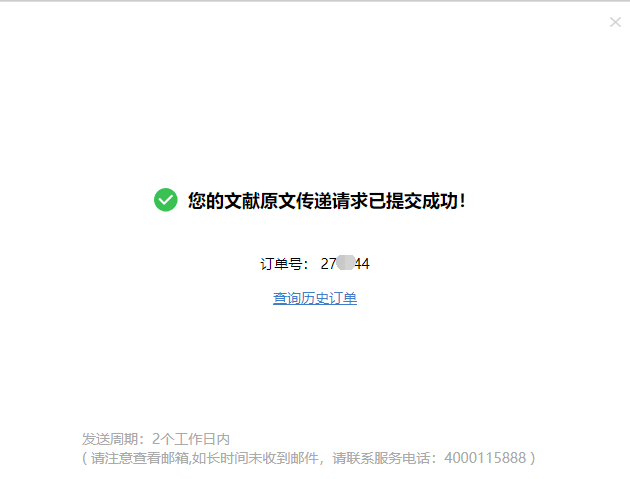 您的文献原文传递请求已提交成功！
订单号： 27 44
查询历史订单
发送周期：2个工作日内
( 请注意查看邮箱,如长时间未收到邮件，请联系服务电话：4000115888 )